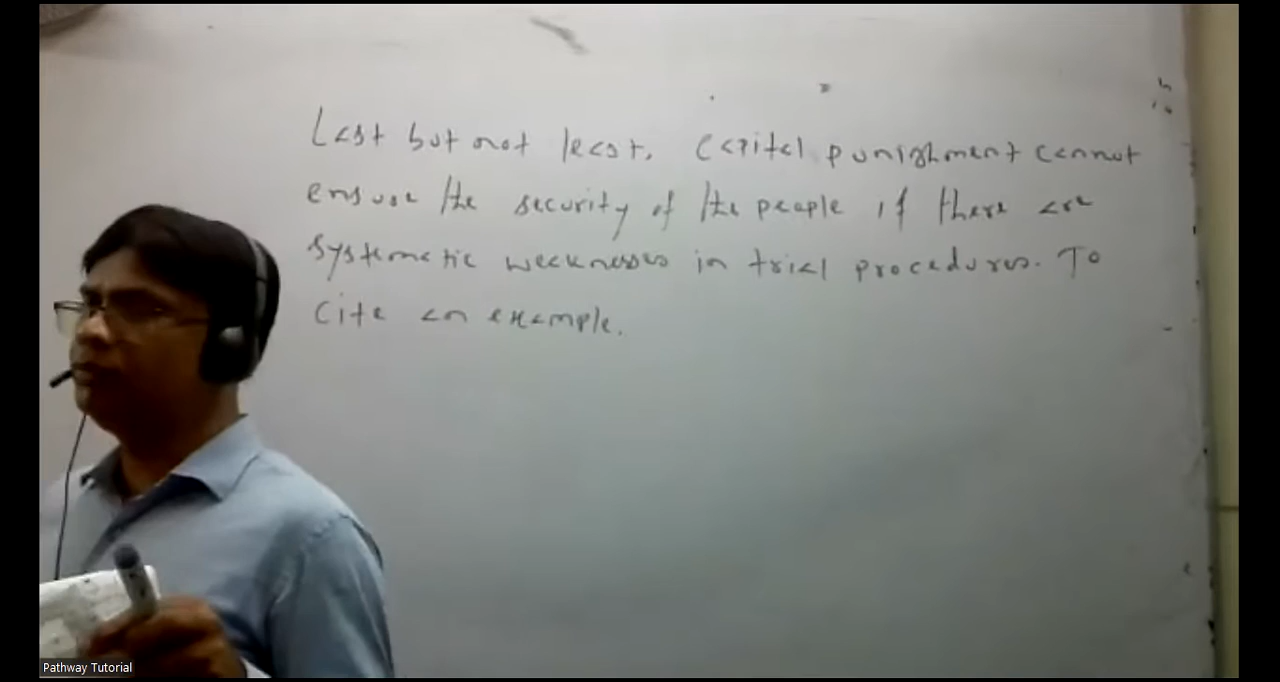 Last but not least, capital punishment cannot
ensure the security of the people if there are
systematic weaknesses in trial procedures. To
cite an example,
Pathway Tutorial